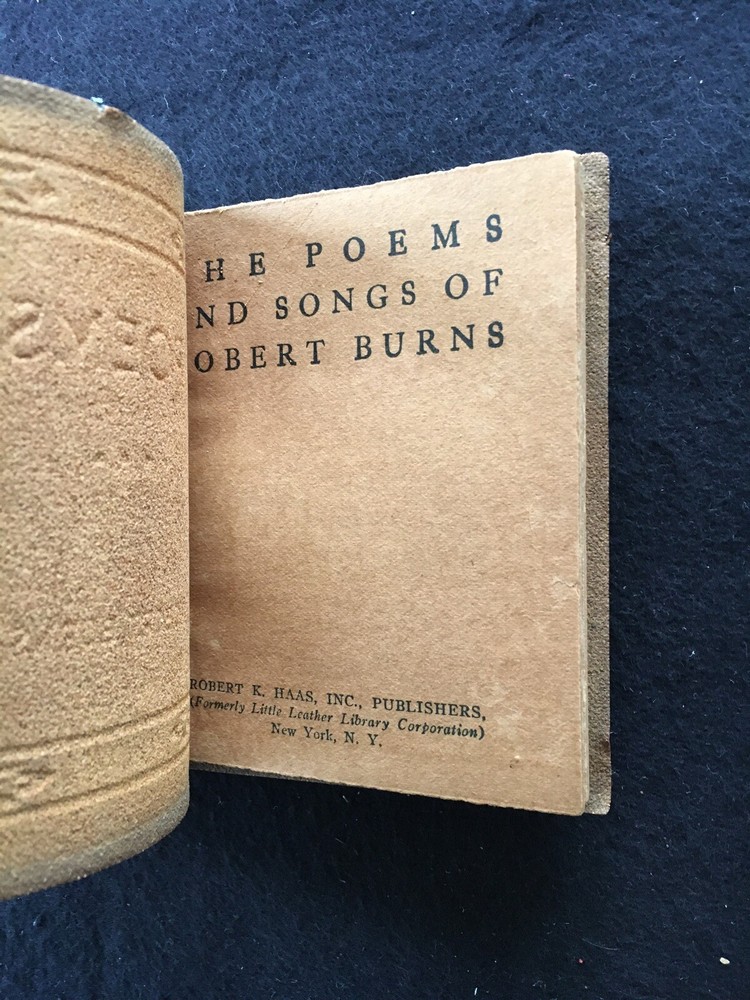 HE POEMS
ND SONGS OF
OBERT BURNS
ROBERT K. HAAS, INC., PUBLISHERS,
(Formerly Little Leather Library Corporation)
New York, N. Y.